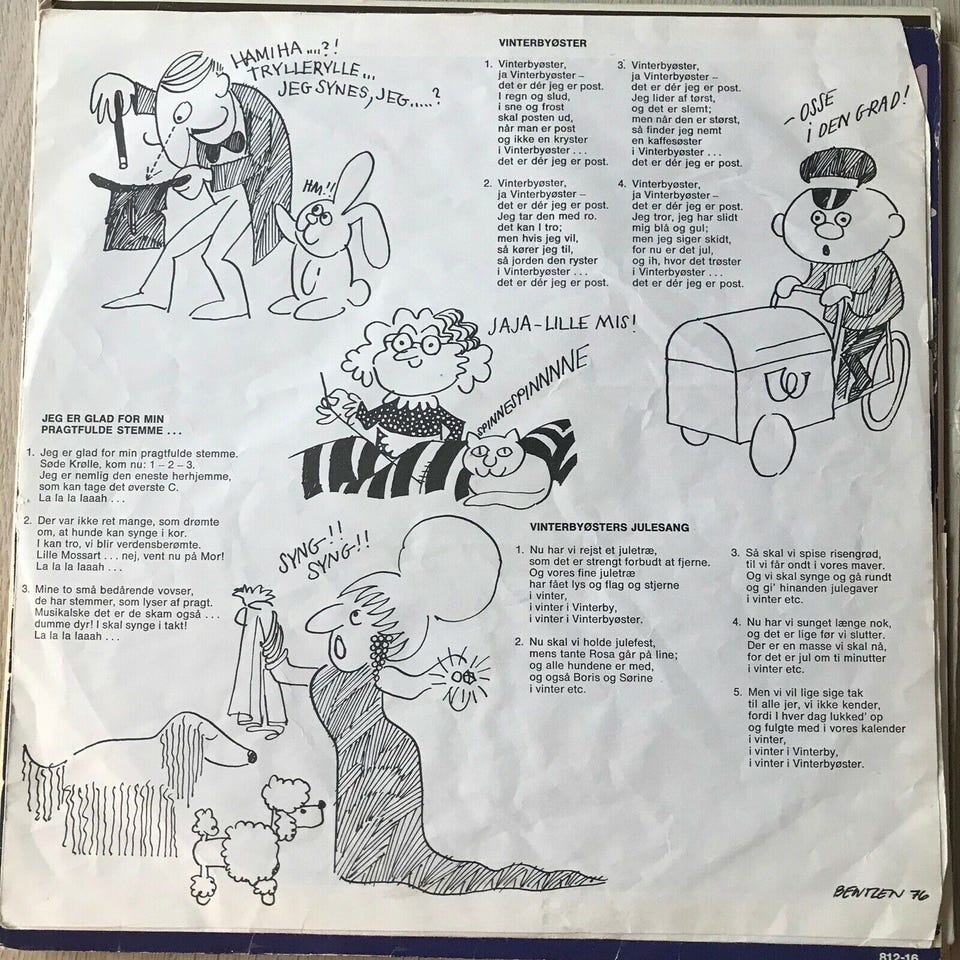 HAMIHA....?!
TRYLLERYLLE...
JEG SYNES, JEG.....?
HM!!
VINTERBYØSTER
1. Vinterbyøster,
ja Vinterbyøster –
det er dér jeg er post.
I regn og slud,
i sne og frost
skal posten ud,
når man er post
og ikke en kryster
i Vinterbyøster . . .
det er dér jeg er post.
2. Vinterbyøster,
ja Vinterbyøster –
det er dér jeg er post.
Jeg tar den med ro.
det kan I tro;
men hvis jeg vil,
så kører jeg til,
så jorden den ryster
i Vinterbyøster . . .
det er dér jeg er post.
3. Vinterbyøster,
ja Vinterbyøster –
det er dér jeg er post.
Jeg lider af tørst,
og det er slemt;
men når den er størst,
så finder jeg nemt
en kaffesøster
i Vinterbyøster . . .
det er dér jeg er post.
4. Vinterbyøster,
ja Vinterbyøster –
det er dér jeg er post.
Jeg tror, jeg har slidt
mig blå og gul;
men jeg siger skidt,
for nu er det jul,
og ih, hvor det trøster
i Vinterbyøster . . .
det er dér jeg er post.
- OSSE
i DEN GRAD!
JAJA - LILLE MIS!
SPINNESPINNNNE
JEG ER GLAD FOR MIN
PRAGTFULDE STEMME . . .
1. Jeg er glad for min pragtfulde stemme.
Søde Krølle, kom nu: 1 – 2 – 3.
Jeg er nemlig den eneste herhjemme,
som kan tage det øverste C.
La la la laaah . . .
2. Der var ikke ret mange, som drømte
om, at hunde kan synge i kor.
I kan tro, vi blir verdensberømte.
Lille Mossart . . . nej, vent nu på Mor!
La la la laaah . . .
3. Mine to små bedårende vovser,
de har stemmer, som lyser af pragt.
Musikalske det er de skam også . . .
dumme dyr! I skal synge i takt!
La la la laaah . . .
SYNG!!
SYNG!!
VINTERBYØSTERS JULESANG
1. Nu har vi rejst et juletræ,
som det er strengt forbudt at fjerne.
Og vores fine juletræ
har fået lys og flag og stjerne
i vinter,
i vinter i Vinterby,
i vinter i Vinterbyøster.
2. Nu skal vi holde julefest,
mens tante Rosa går på line;
og alle hundene er med,
og også Boris og Sørine
i vinter etc.
3. Så skal vi spise risengrød,
til vi får ondt i vores maver.
Og vi skal synge og gå rundt
og gi' hinanden julegaver
i vinter etc.
4. Nu har vi sunget længe nok,
og det er lige før vi slutter.
Der er en masse vi skal nå,
for det er jul om ti minutter
i vinter etc.
5. Men vi vil lige sige tak
til alle jer, vi ikke kender,
fordi I hver dag lukked' op
og fulgte med i vores kalender
i vinter,
i vinter i Vinterby,
i vinter i Vinterbyøster.
BENTZEN 76
812-16